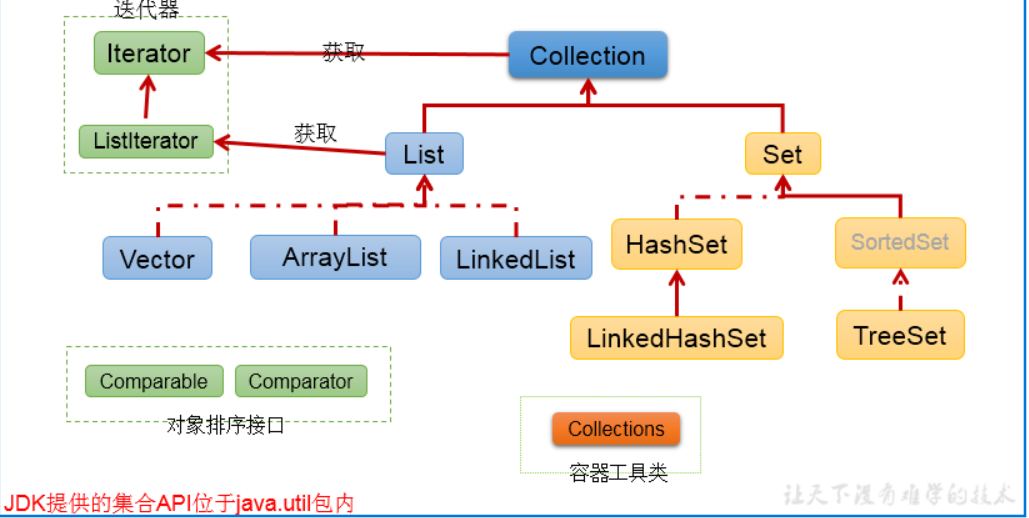 迭代器
Iterator
获取
Collection
ListIterator
获取
List
Set
Vector
ArrayList
LinkedList
HashSet
SortedSet
LinkedHashSet
TreeSet
Comparable
Comparator
对象排序接口
Collections
容器工具类
JDK提供的集合API位于java.util包内
让天下没有难学的技术